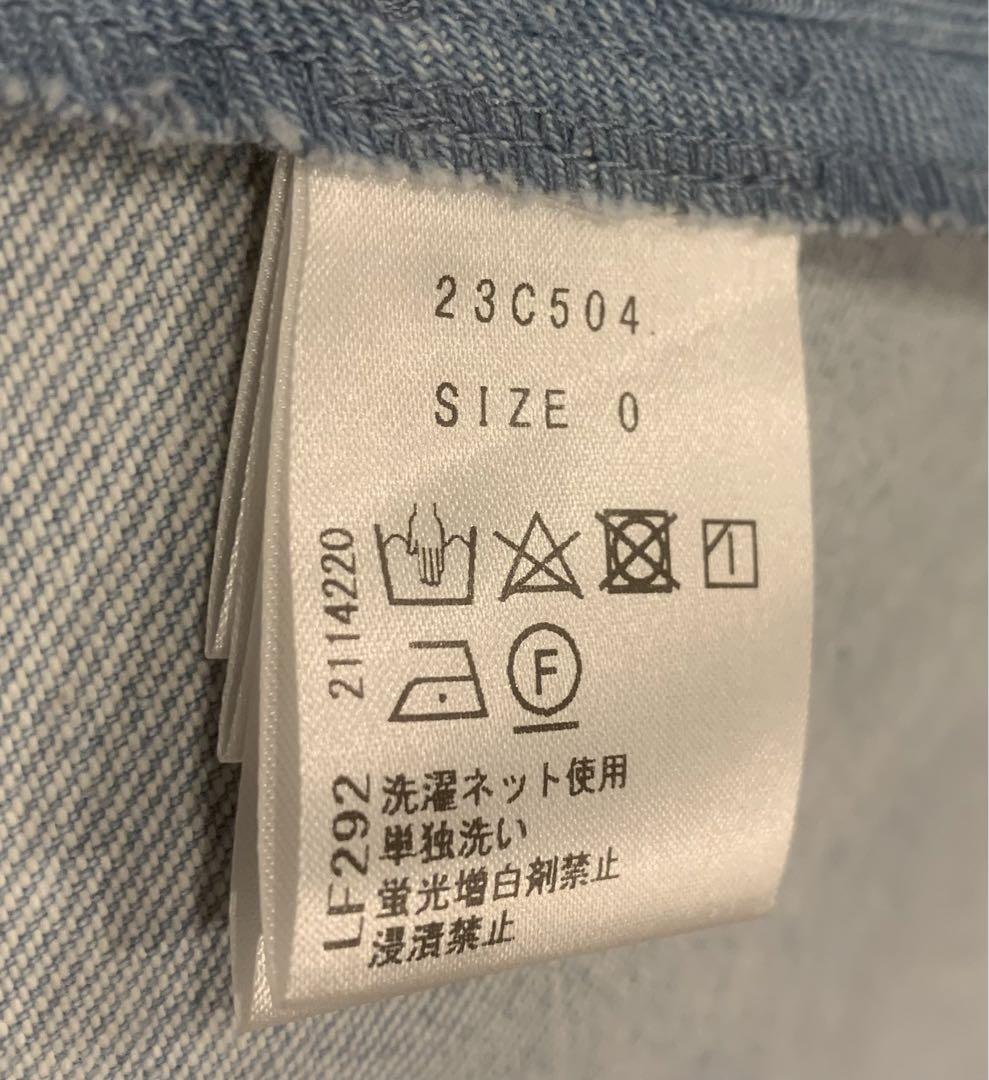 23C504
SIZE 0
2114220
F
LF292
洗濯ネット使用
単独洗い
蛍光増白剤禁止
浸漬禁止